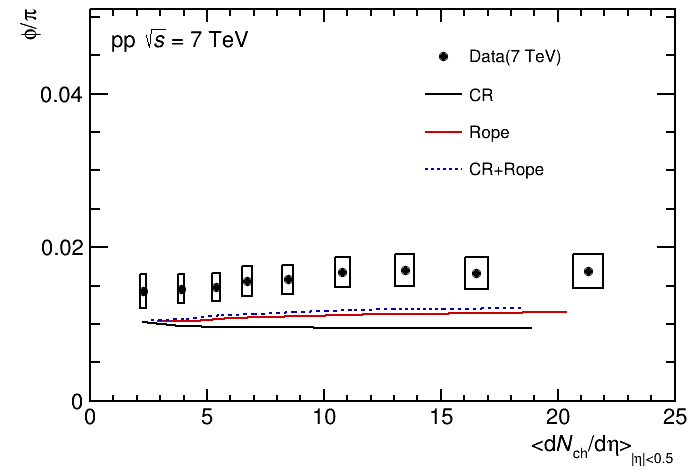 ϕ/π
pp √s = 7 TeV
Data(7 TeV)
CR
Rope
CR+Rope
0.04
0.02
0
0 5 10 15 20 25
<dNch/dη>|η|<0.5